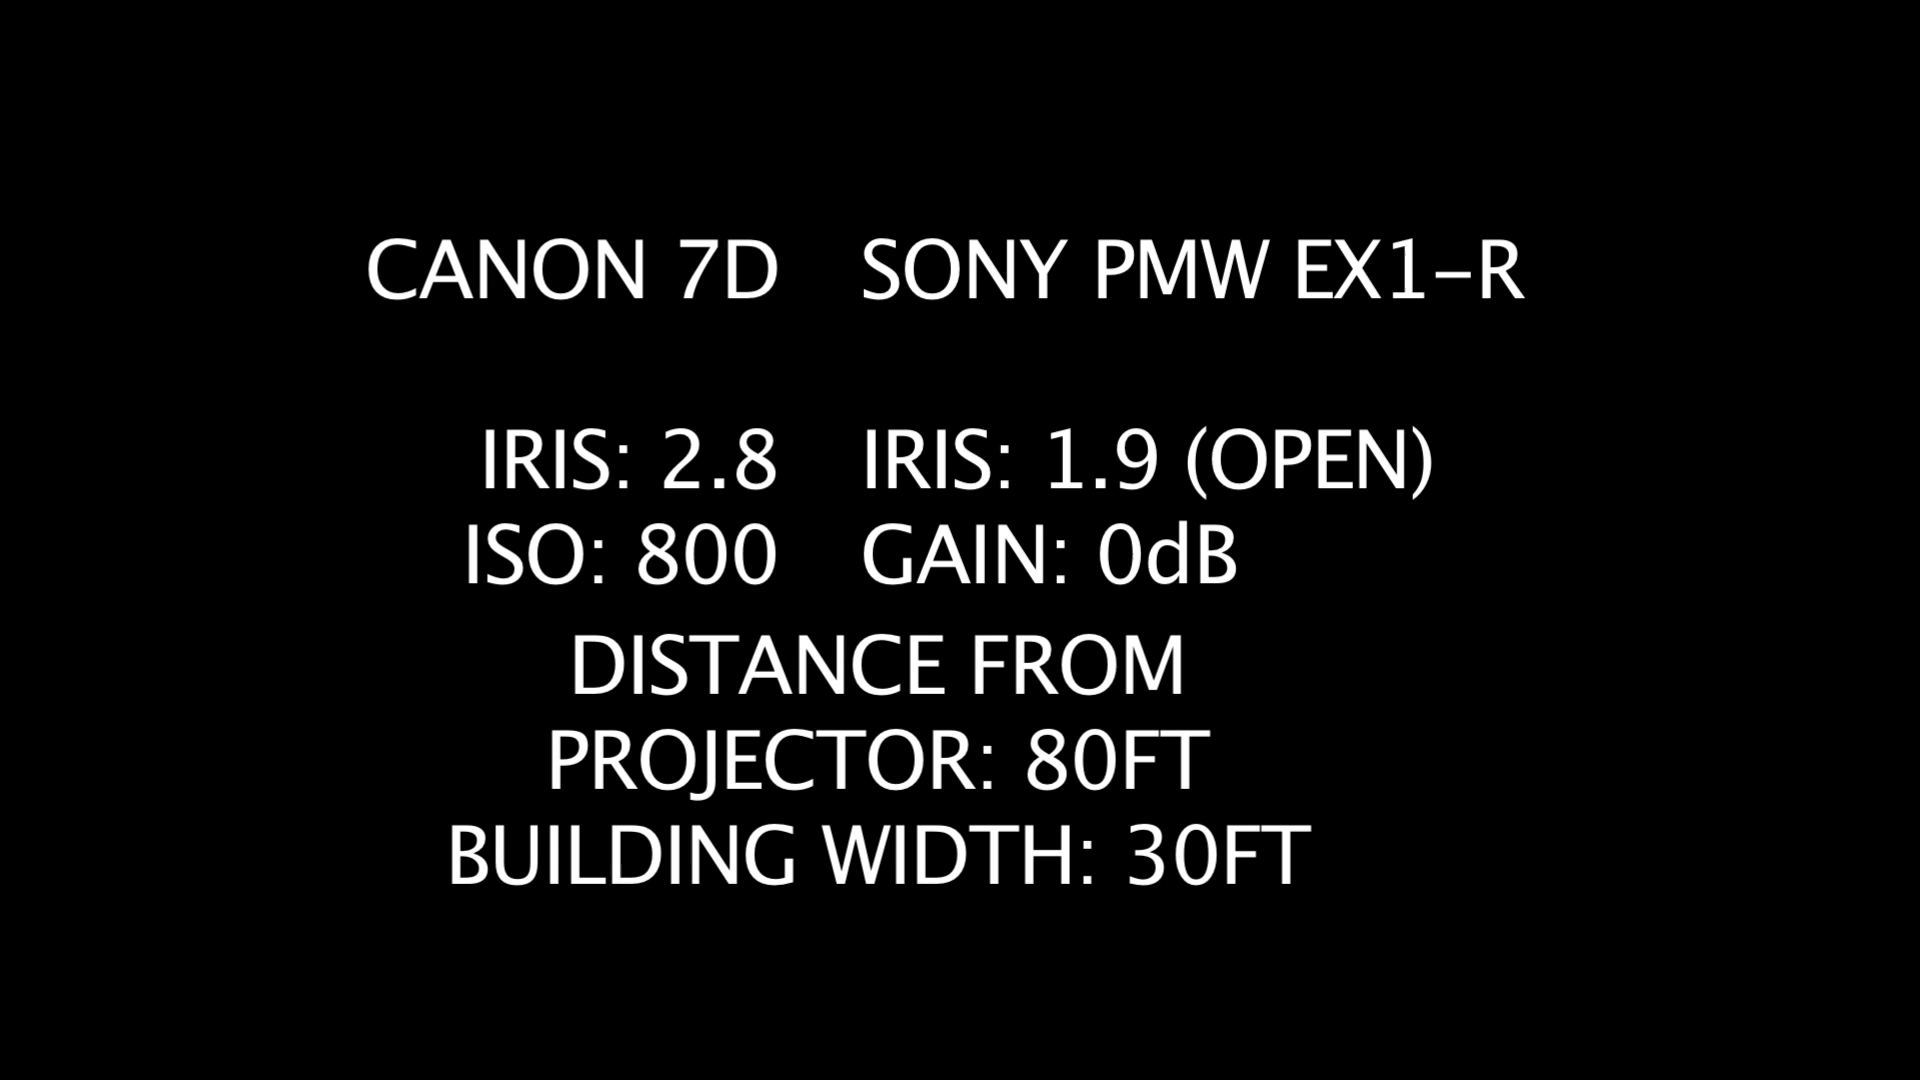 CANON 7D SONY PMW EX1-R
IRIS: 2.8 IRIS: 1.9 (OPEN)
ISO: 800 GAIN: 0dB
DISTANCE FROM
PROJECTOR: 80FT
BUILDING WIDTH: 30FT